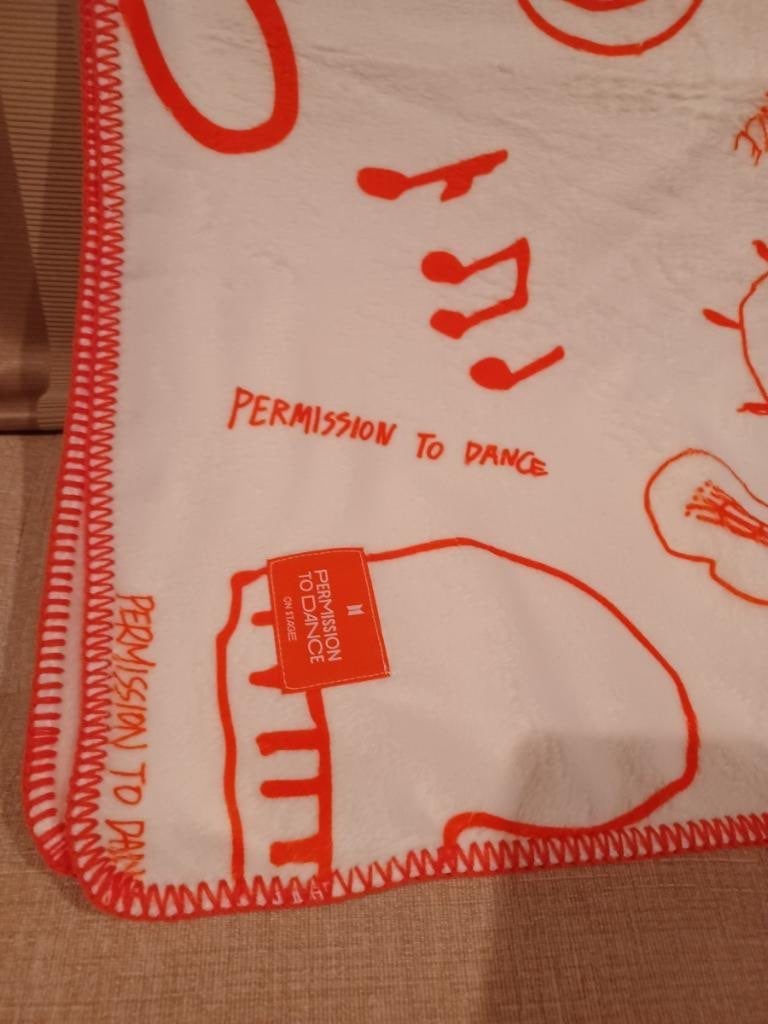 PERMISSION TO DANCE
PERMISSION
TO DANCE
ON STAGE
PERMISSION TO